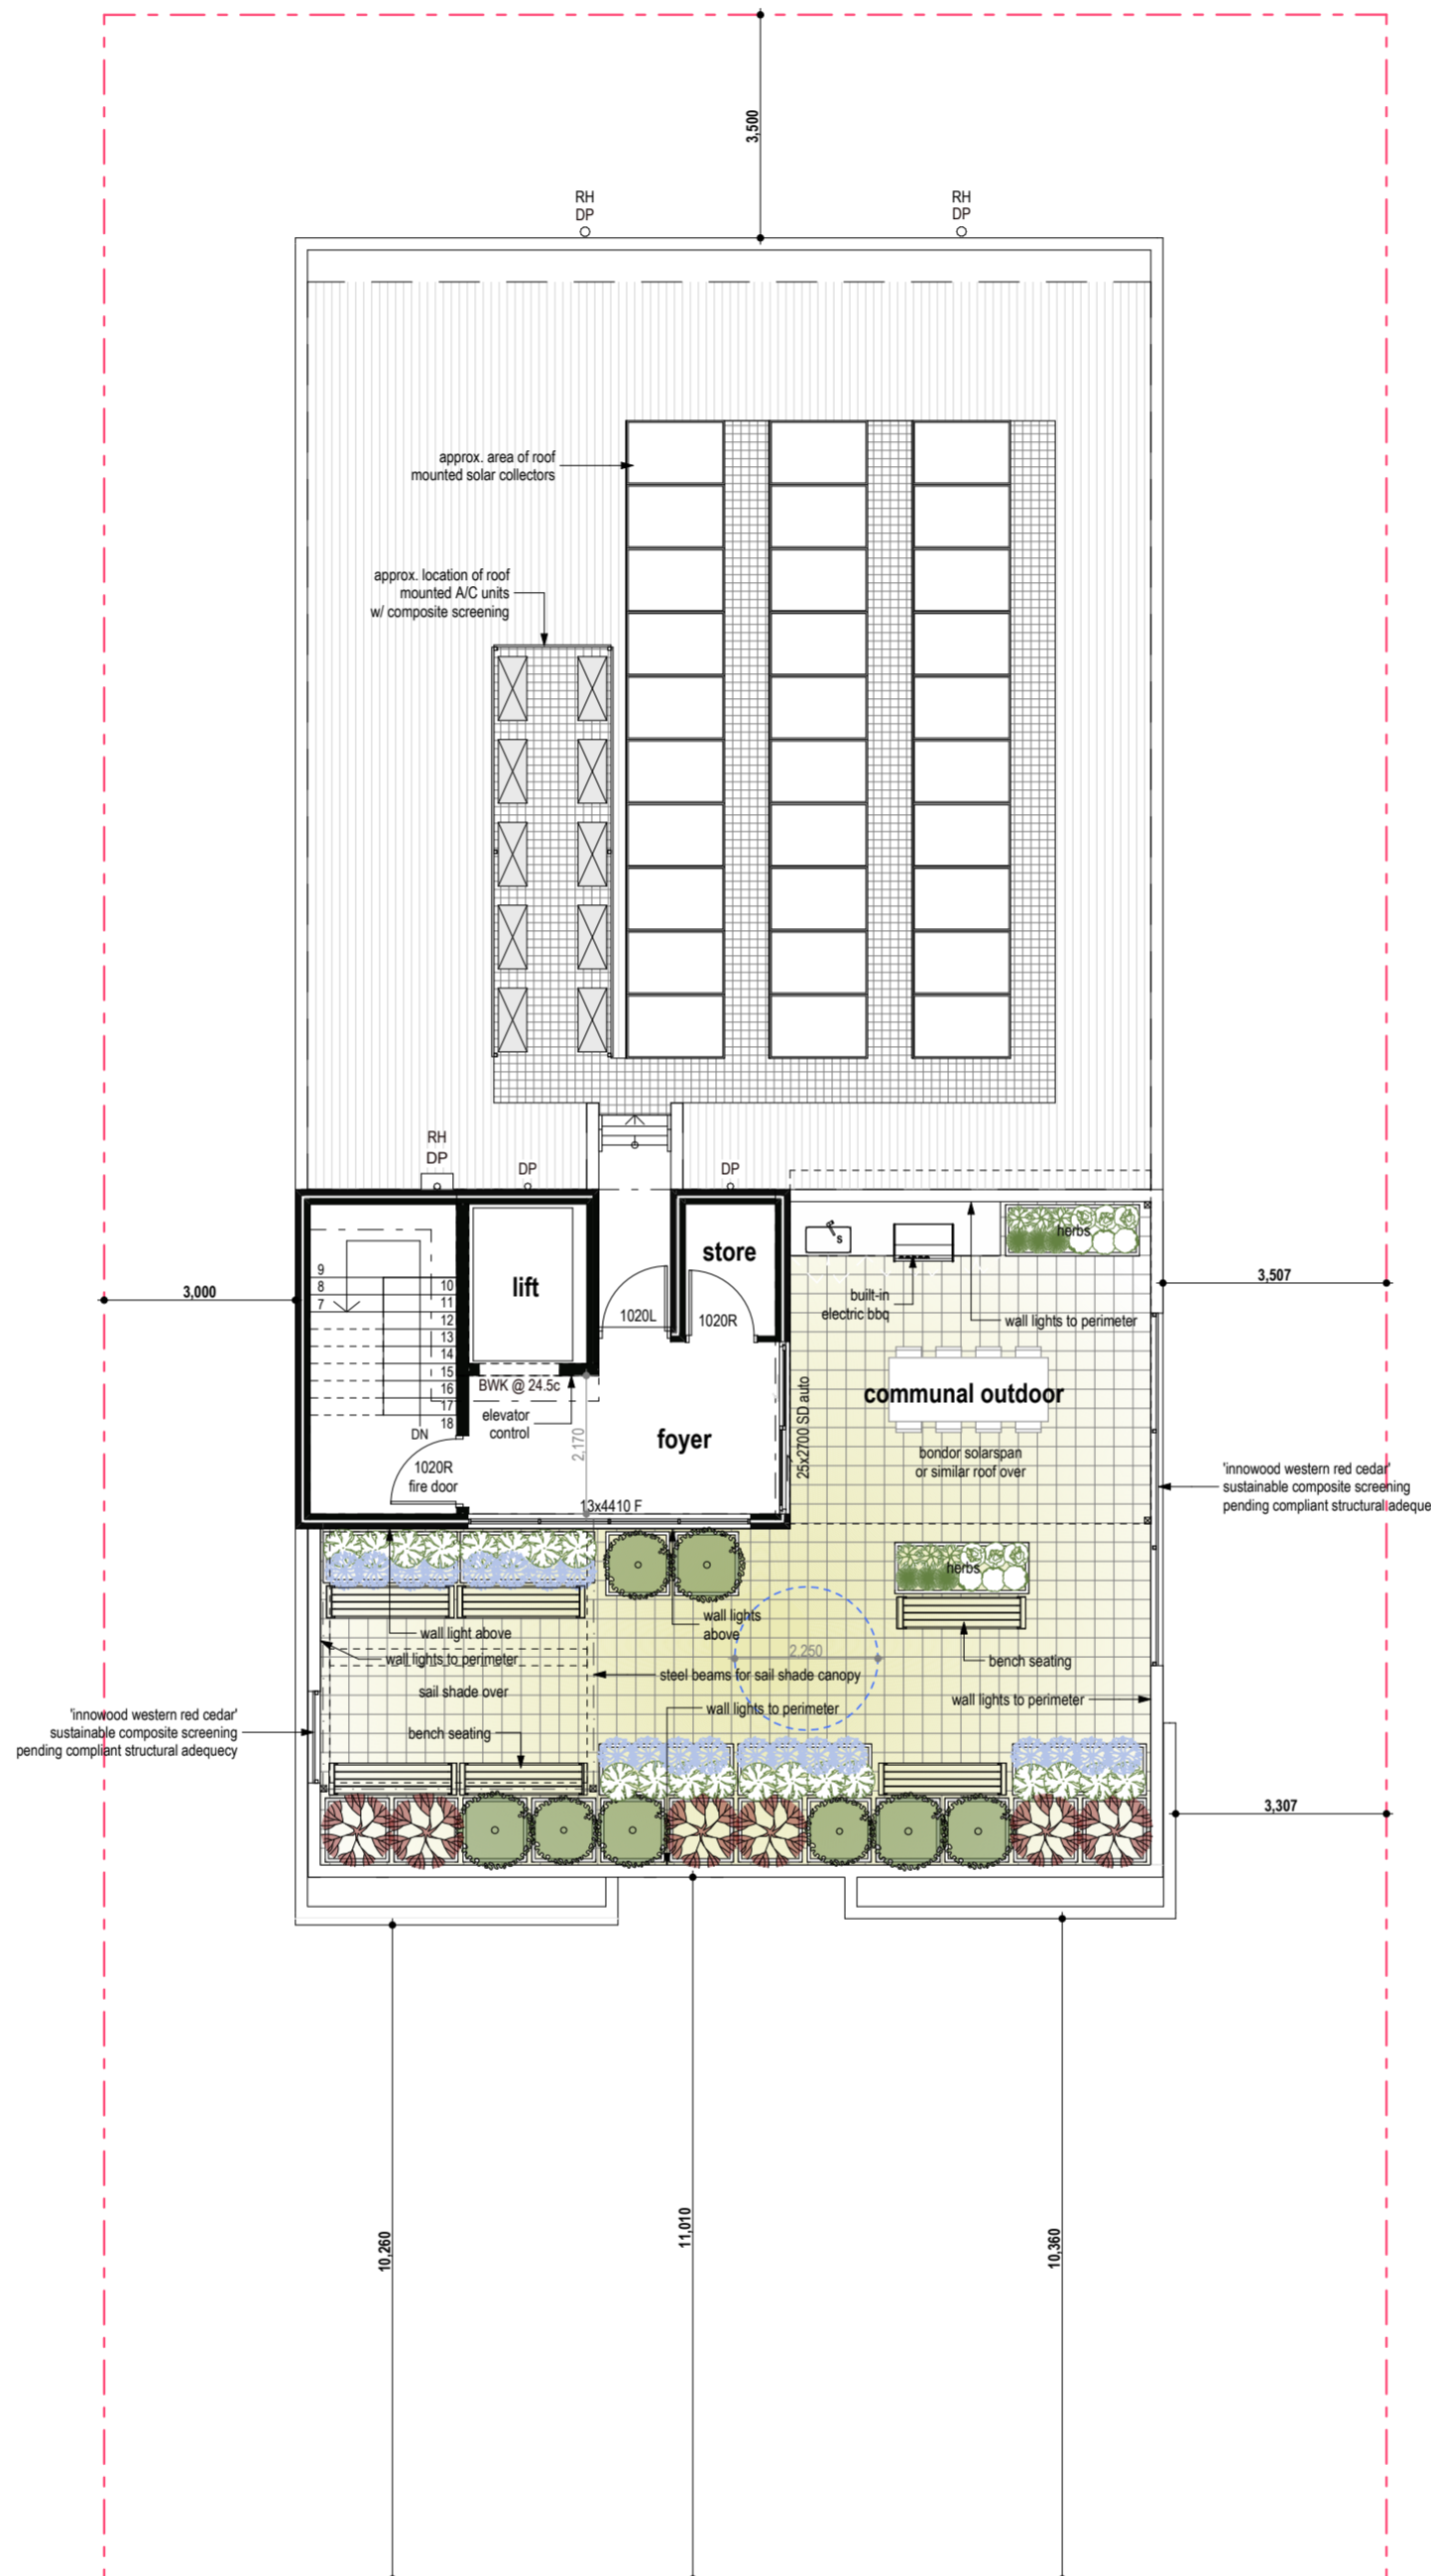 3,500
RH
DP
RH
DP
approx. area of roof
mounted solar collectors
approx. location of roof
mounted A/C units
w/ composite screening
RH
DP
DP
DP
herbs
store
S
lift
9
8
7
10
11
12
13
14
15
16
17
18
3,000
3,507
built-in
electric bbq
wall lights to perimeter
1020L
1020R
BWK @ 24.5c
communal outdoor
elevator
control
DN
2,170
foyer
25x2700 SD auto
bondor solarspan
or similar roof over
1020R
fire door
'innowood western red cedar'
sustainable composite screening
pending compliant structural adeque
13x4410 F
herbs
wall light above
wall lights
above
wall lights to perimeter
2,250
bench seating
steel beams for sail shade canopy
sail shade over
wall lights to perimeter
wall lights to perimeter
'innowood western red cedar'
sustainable composite screening
pending compliant structural adequecy
bench seating
3,307
10,260
11,010
10,360